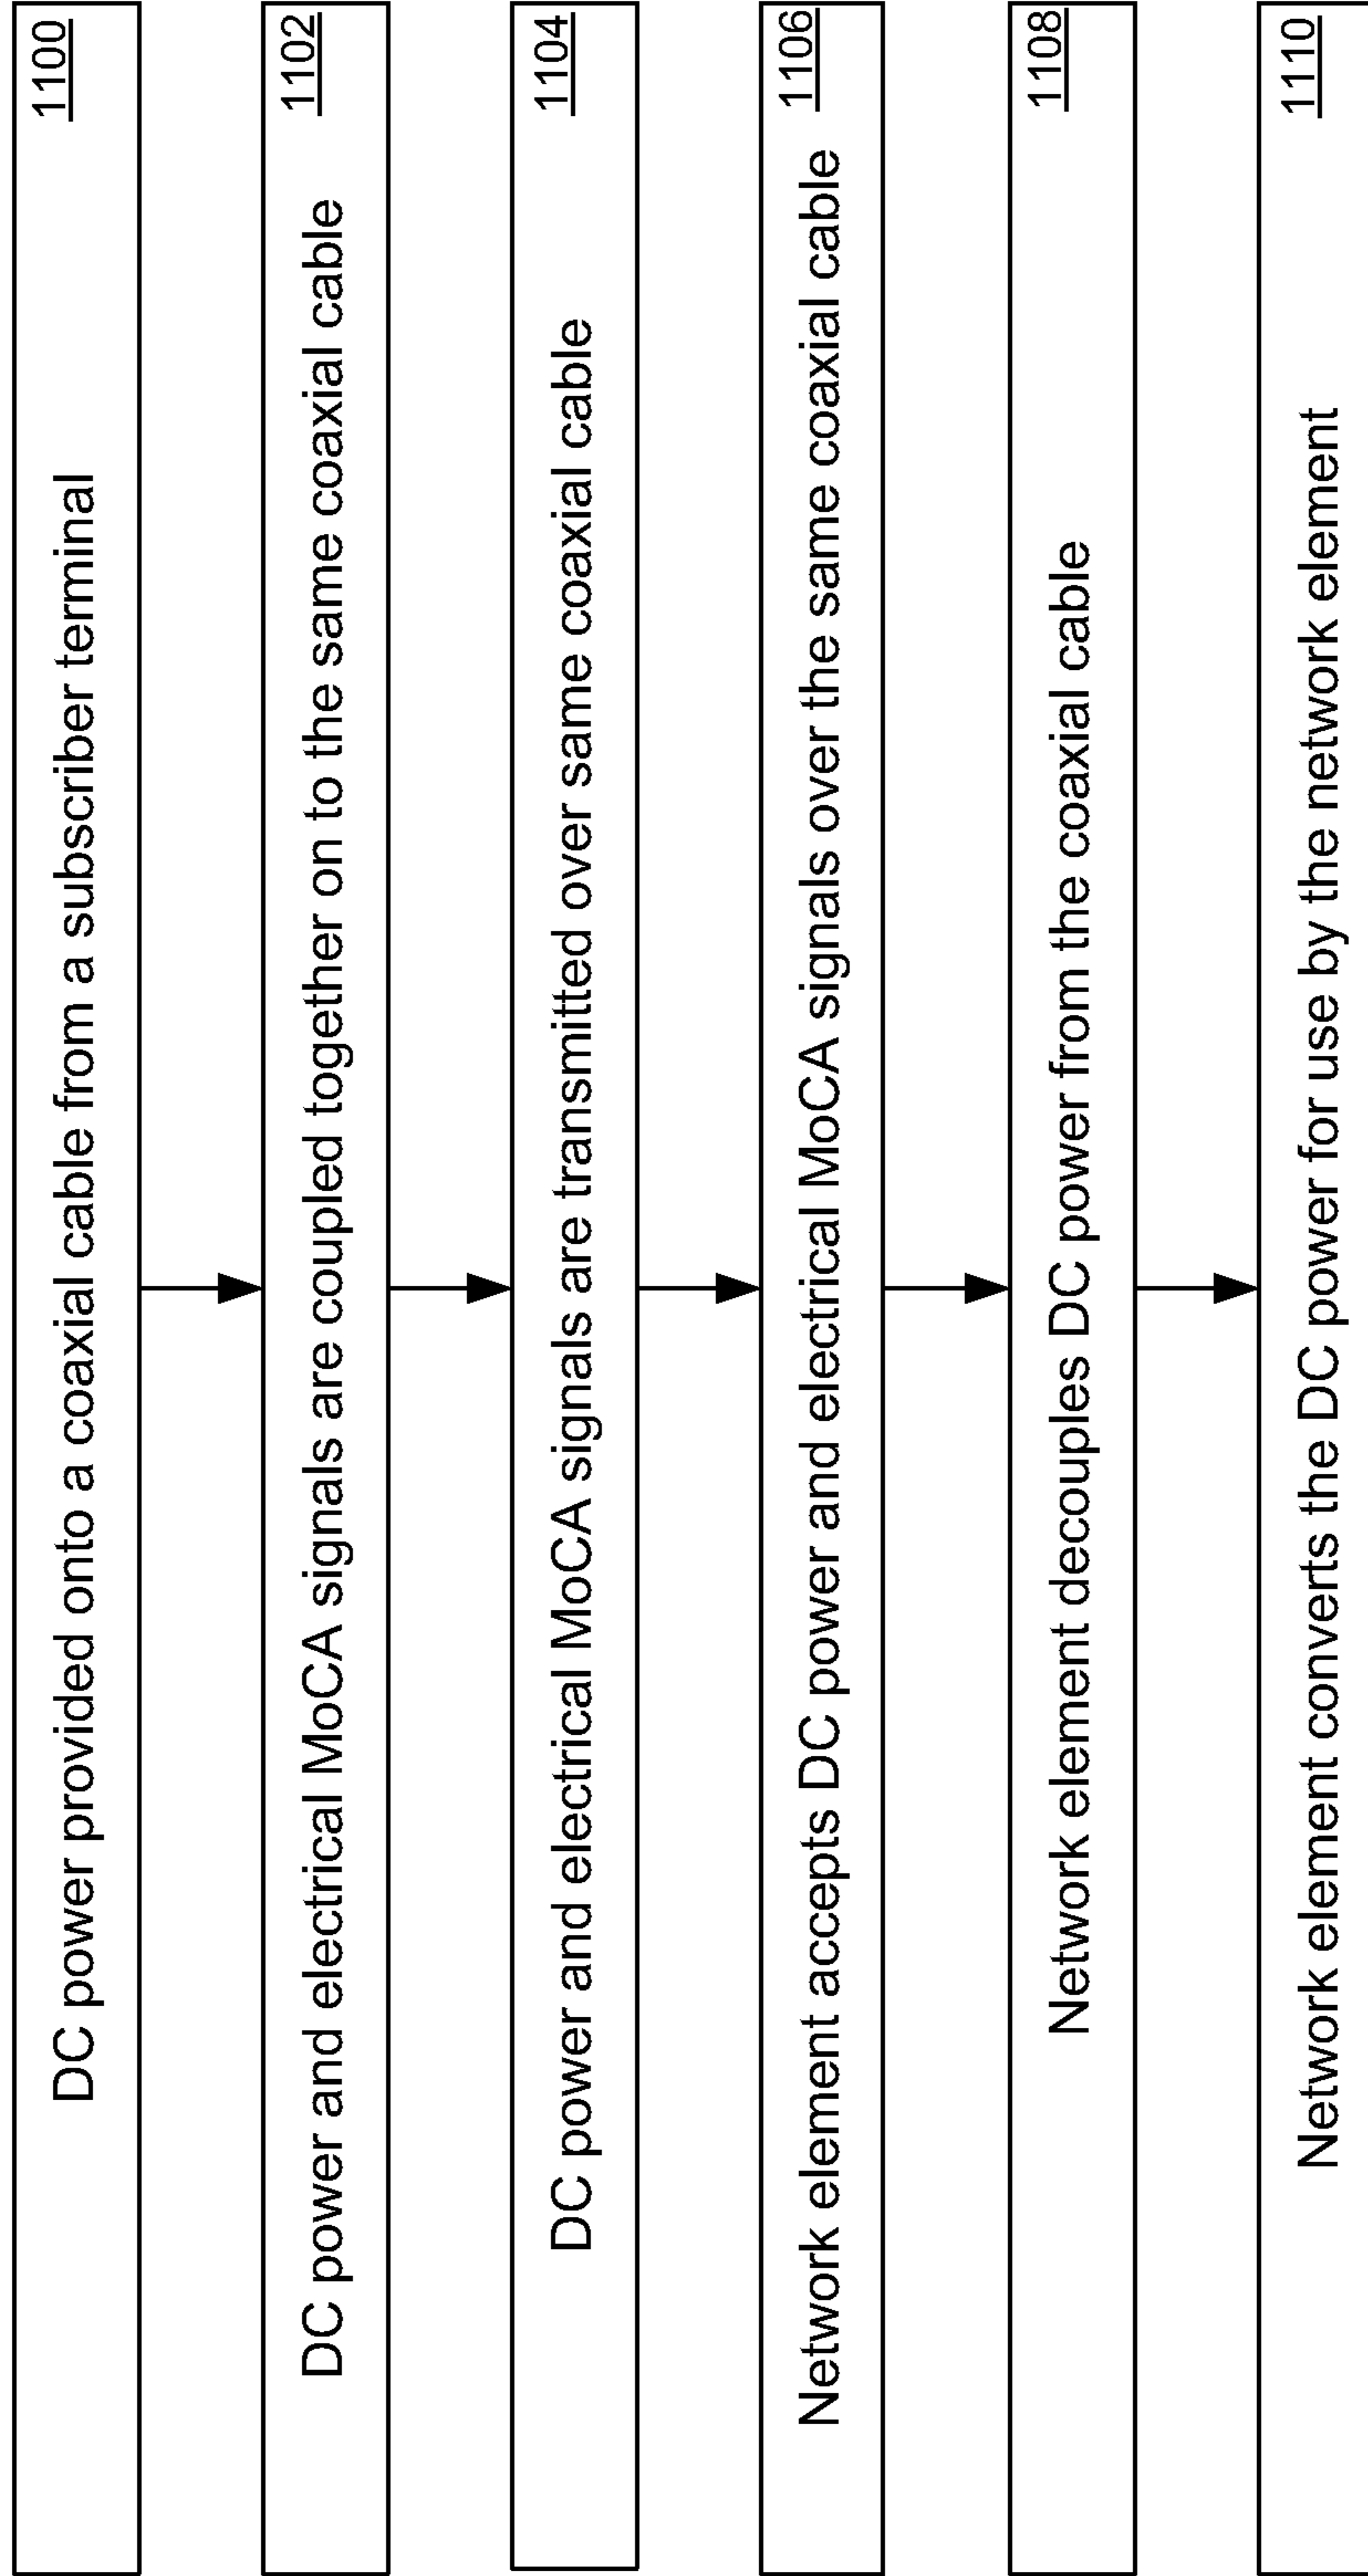 DC power provided onto a coaxial cable from a subscriber terminal
1100
DC power and electrical MoCA signals are coupled together on to the same coaxial cable
1102
DC power and electrical MoCA signals are transmitted over same coaxial cable
1104
Network element accepts DC power and electrical MoCA signals over the same coaxial cable
1106
Network element decouples DC power from the coaxial cable
1108
Network element converts the DC power for use by the network element
1110